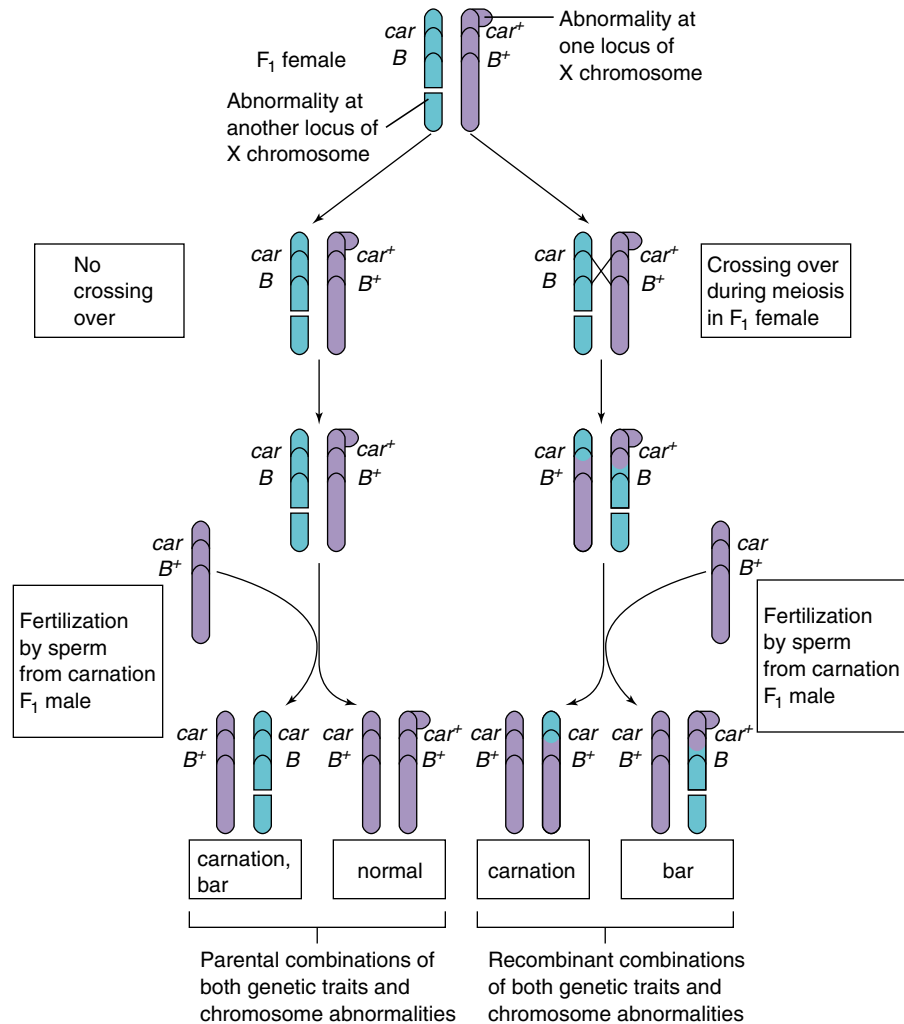 Abnormality at
one locus of
X chromosome
car
B
car+
B+
F1 female
Abnormality at
another locus of
X chromosome
No
crossing
over
car
B
car+
B+
car
B
car+
B+
Crossing over
during meiosis
in F1 female
car
B
car+
B+
car
B+
car+
B
car
B+
Fertilization
by sperm
from carnation
F1 male
car
B+
Fertilization
by sperm
from carnation
F1 male
car
B+
car
B
car
B+
car+
B+
car
B+
car
B+
car
B+
car+
B
carnation,
bar
normal
carnation
bar
Parental combinations of
both genetic traits and
chromosome abnormalities
Recombinant combinations
of both genetic traits and
chromosome abnormalities